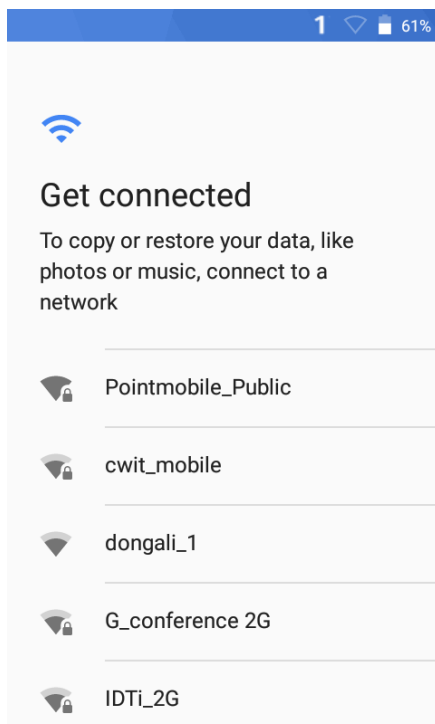 1 61%
Get connected
To copy or restore your data, like
photos or music, connect to a
network
Pointmobile_Public
cwit_mobile
dongali_1
G_conference 2G
IDTi_2G